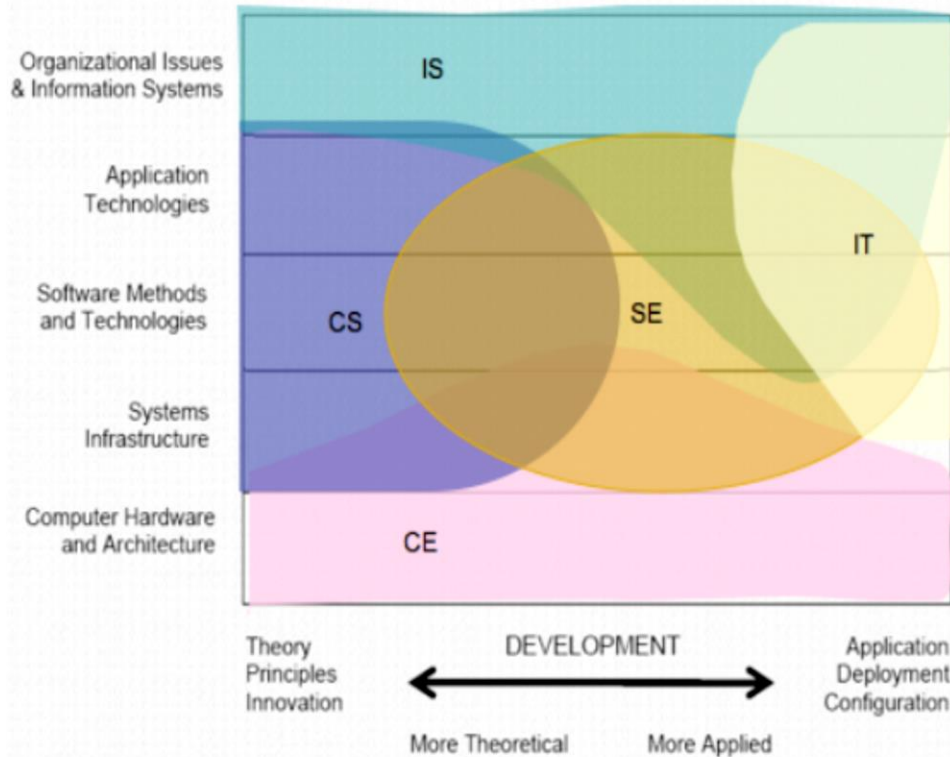 Organizational Issues
& Information Systems
IS
Application
Technologies
IT
Software Methods
and Technologies
CS
SE
Systems
Infrastructure
Computer Hardware
and Architecture
CE
Theory
Principles
Innovation
DEVELOPMENT
Application
Deployment
Configuration
More Theoretical
More Applied